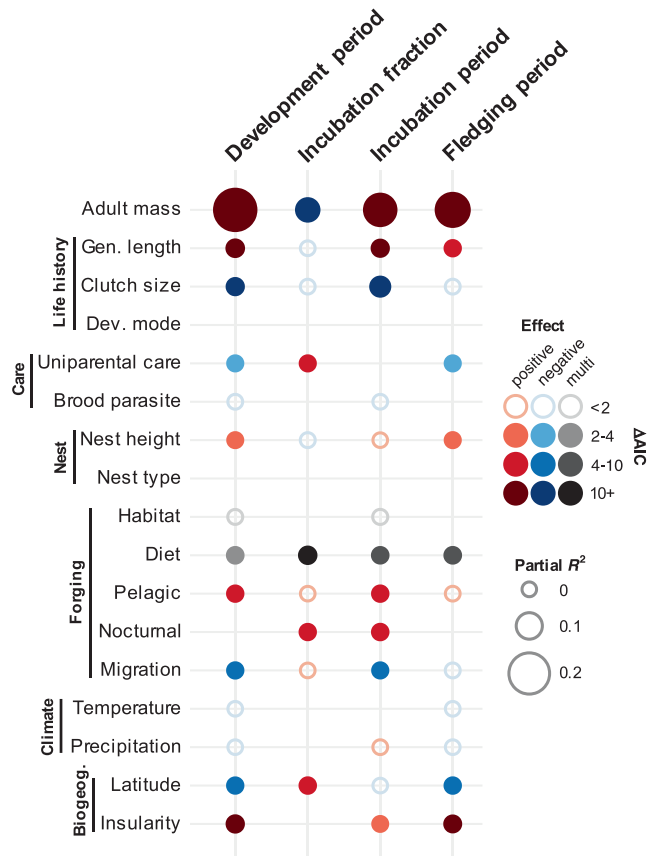 Development period
Incubation fraction
Incubation period
Fledging period
Adult mass
Life history
Gen. length
Clutch size
Dev. mode
Care
Uniparental care
Brood parasite
Nest
Nest height
Nest type
Forging
Habitat
Diet
Pelagic
Nocturnal
Migration
Climate
Temperature
Precipitation
Biogeog.
Latitude
Insularity
Effect
positive
negative
multi
<2
2-4
4-10
10+
ΔAIC
Partial R²
0
0.1
0.2